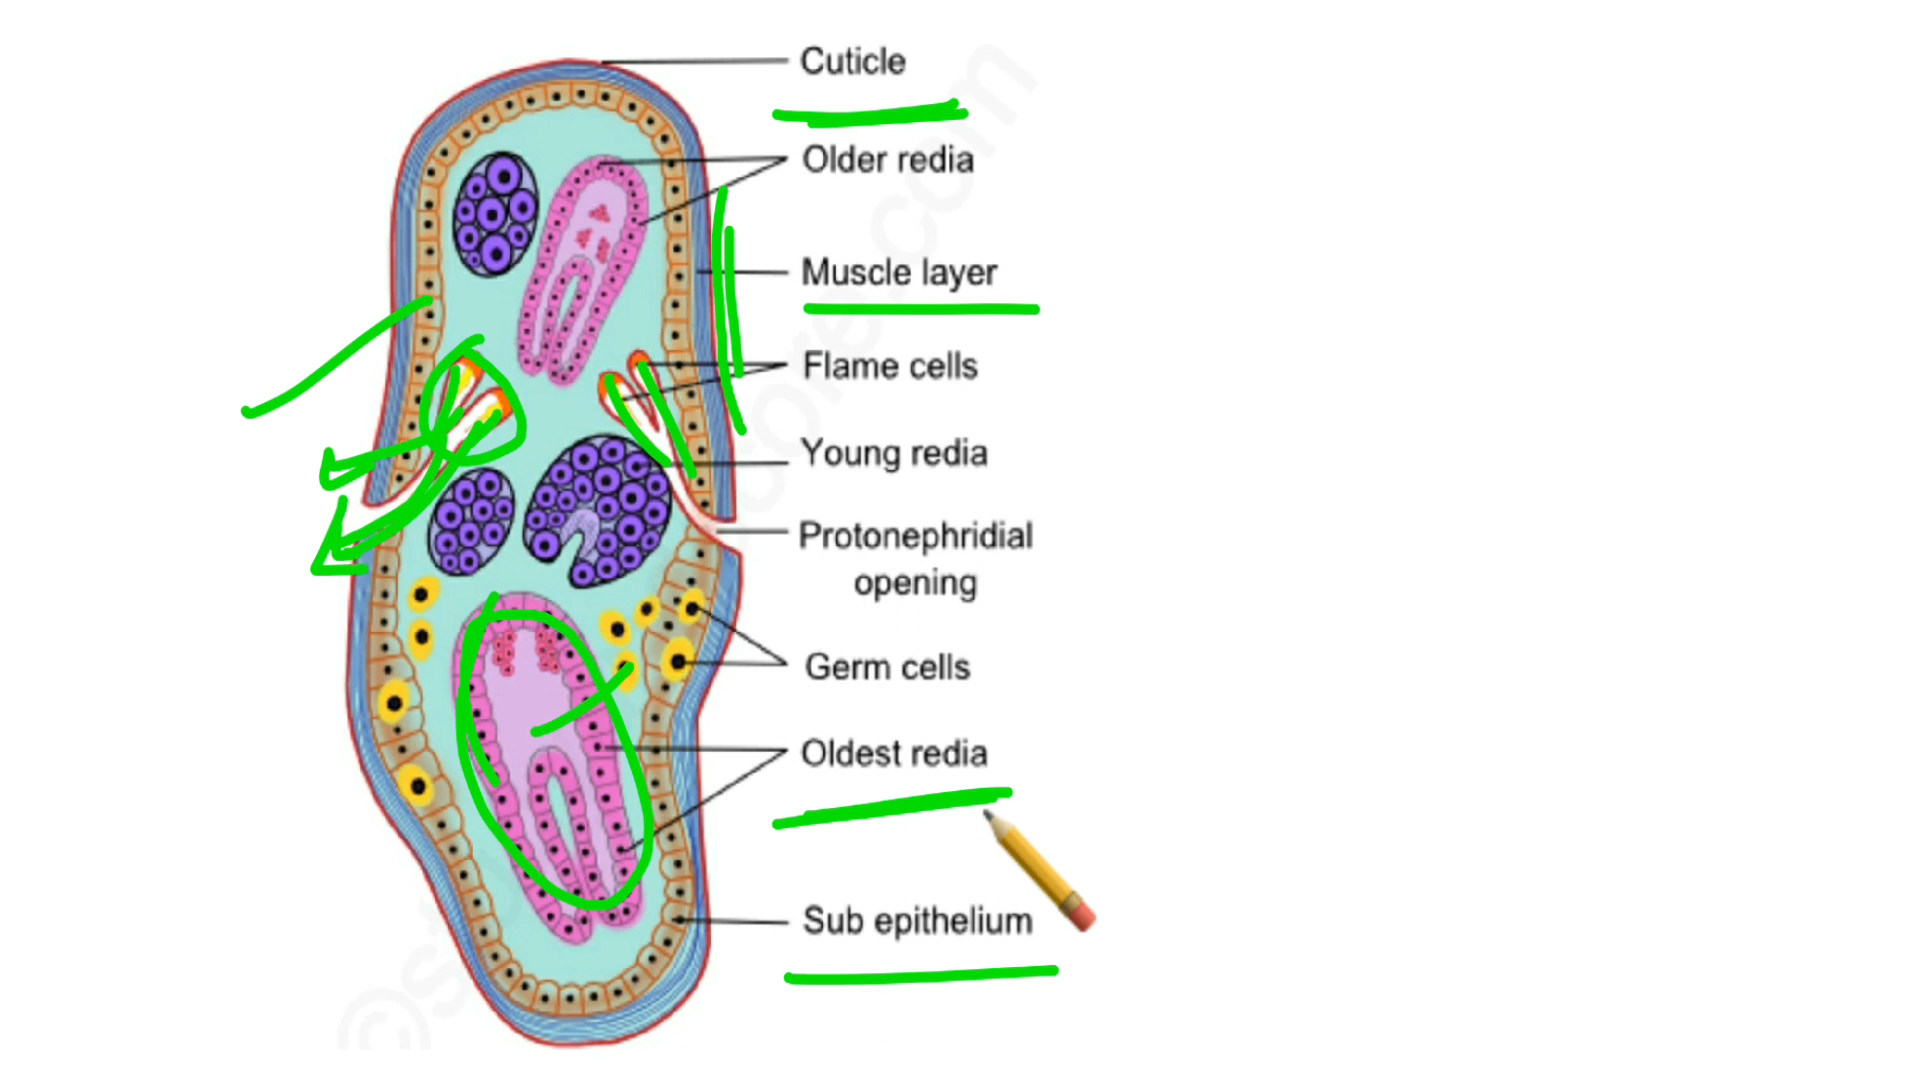 Cuticle
Older redia
Muscle layer
Flame cells
Young redia
Protonephridial
opening
Germ cells
Oldest redia
Sub epithelium